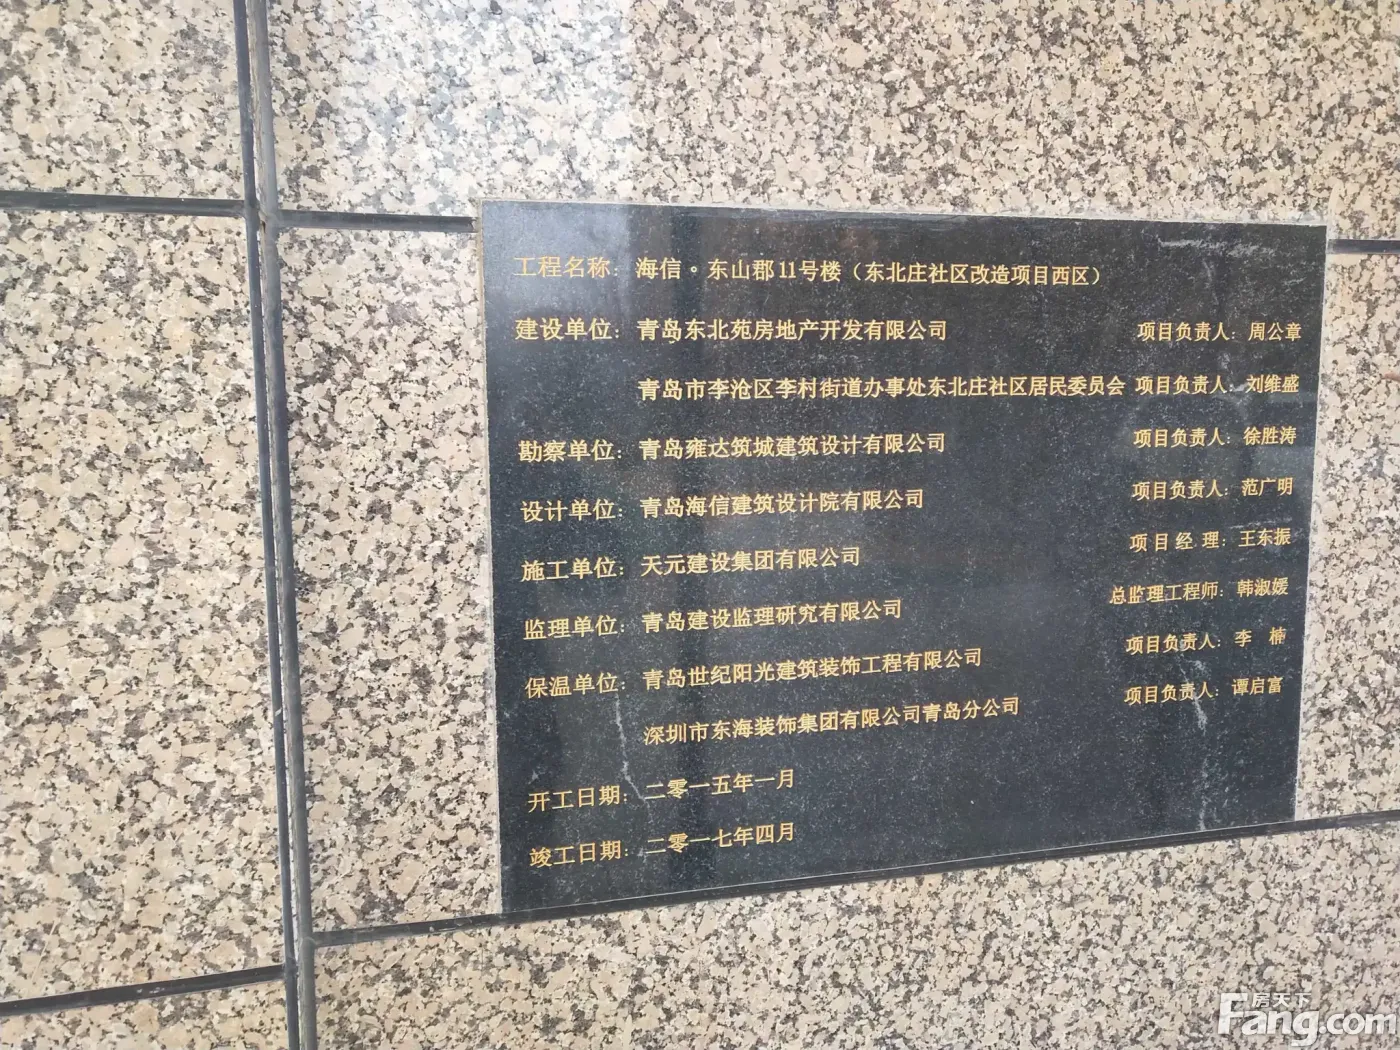 工程名称：海信·东山郡11号楼（东北庄社区改造项目西区）
建设单位：青岛东北苑房地产开发有限公司 项目负责人：周公章
青岛市李沧区李村街道办事处东北庄社区居民委员会 项目负责人：刘维盛
勘察单位：青岛雍达筑城建筑设计有限公司 项目负责人：徐胜涛
设计单位：青岛海信建筑设计院有限公司 项目负责人：范广明
施工单位：天元建设集团有限公司 项目经理：王东振
监理单位：青岛建设监理研究有限公司 总监理工程师：韩淑媛
保温单位：青岛世纪阳光建筑装饰工程有限公司 项目负责人：李 楠
深圳市东海装饰集团有限公司青岛分公司 项目负责人：谭启富
开工日期：二零一五年一月
竣工日期：二零一七年四月
房天下
Fang.com